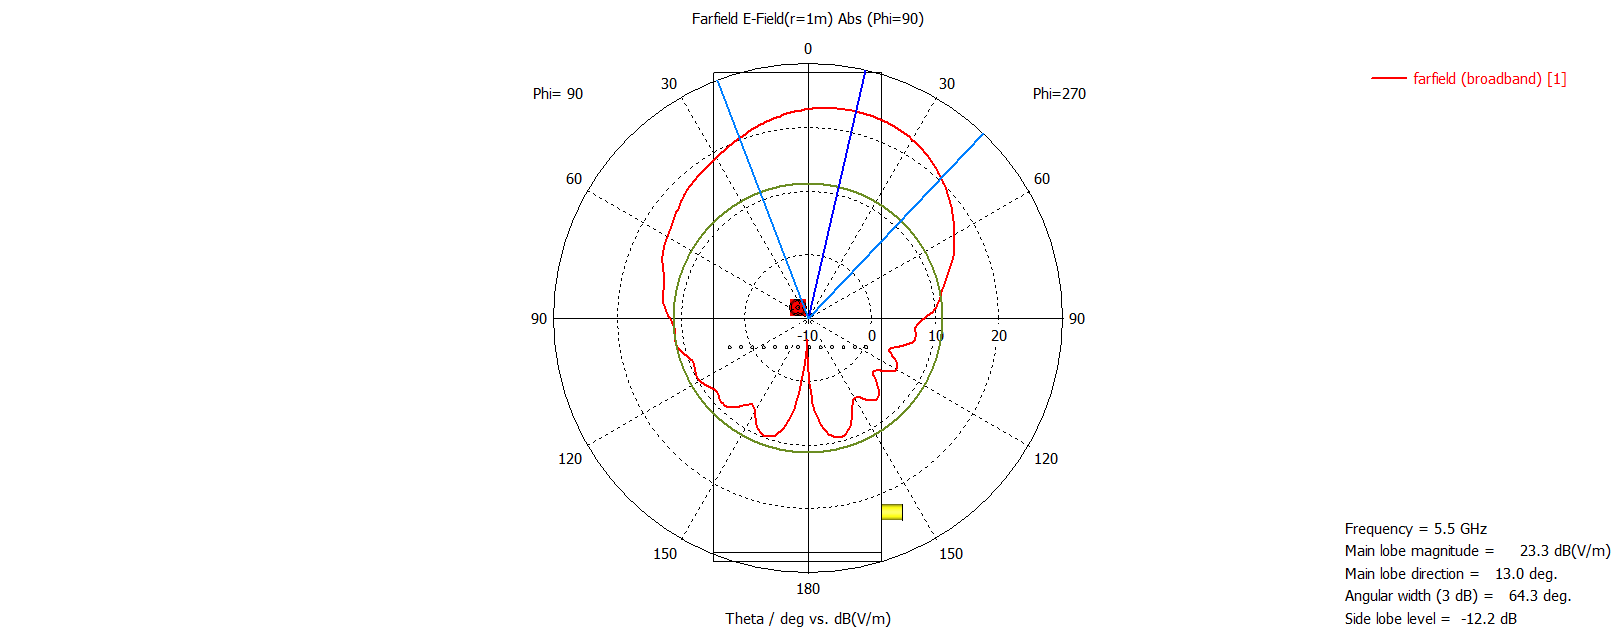 Farfield E-Field(r=1m) Abs (Phi=90)
0
30
30
Phi= 90
Phi=270
farfield (broadband) [1]
60
60
90
90
-10
0
10
20
120
120
150
150
180
Theta / deg vs. dB(V/m)
Frequency = 5.5 GHz
Main lobe magnitude = 23.3 dB(V/m)
Main lobe direction = 13.0 deg.
Angular width (3 dB) = 64.3 deg.
Side lobe level = -12.2 dB